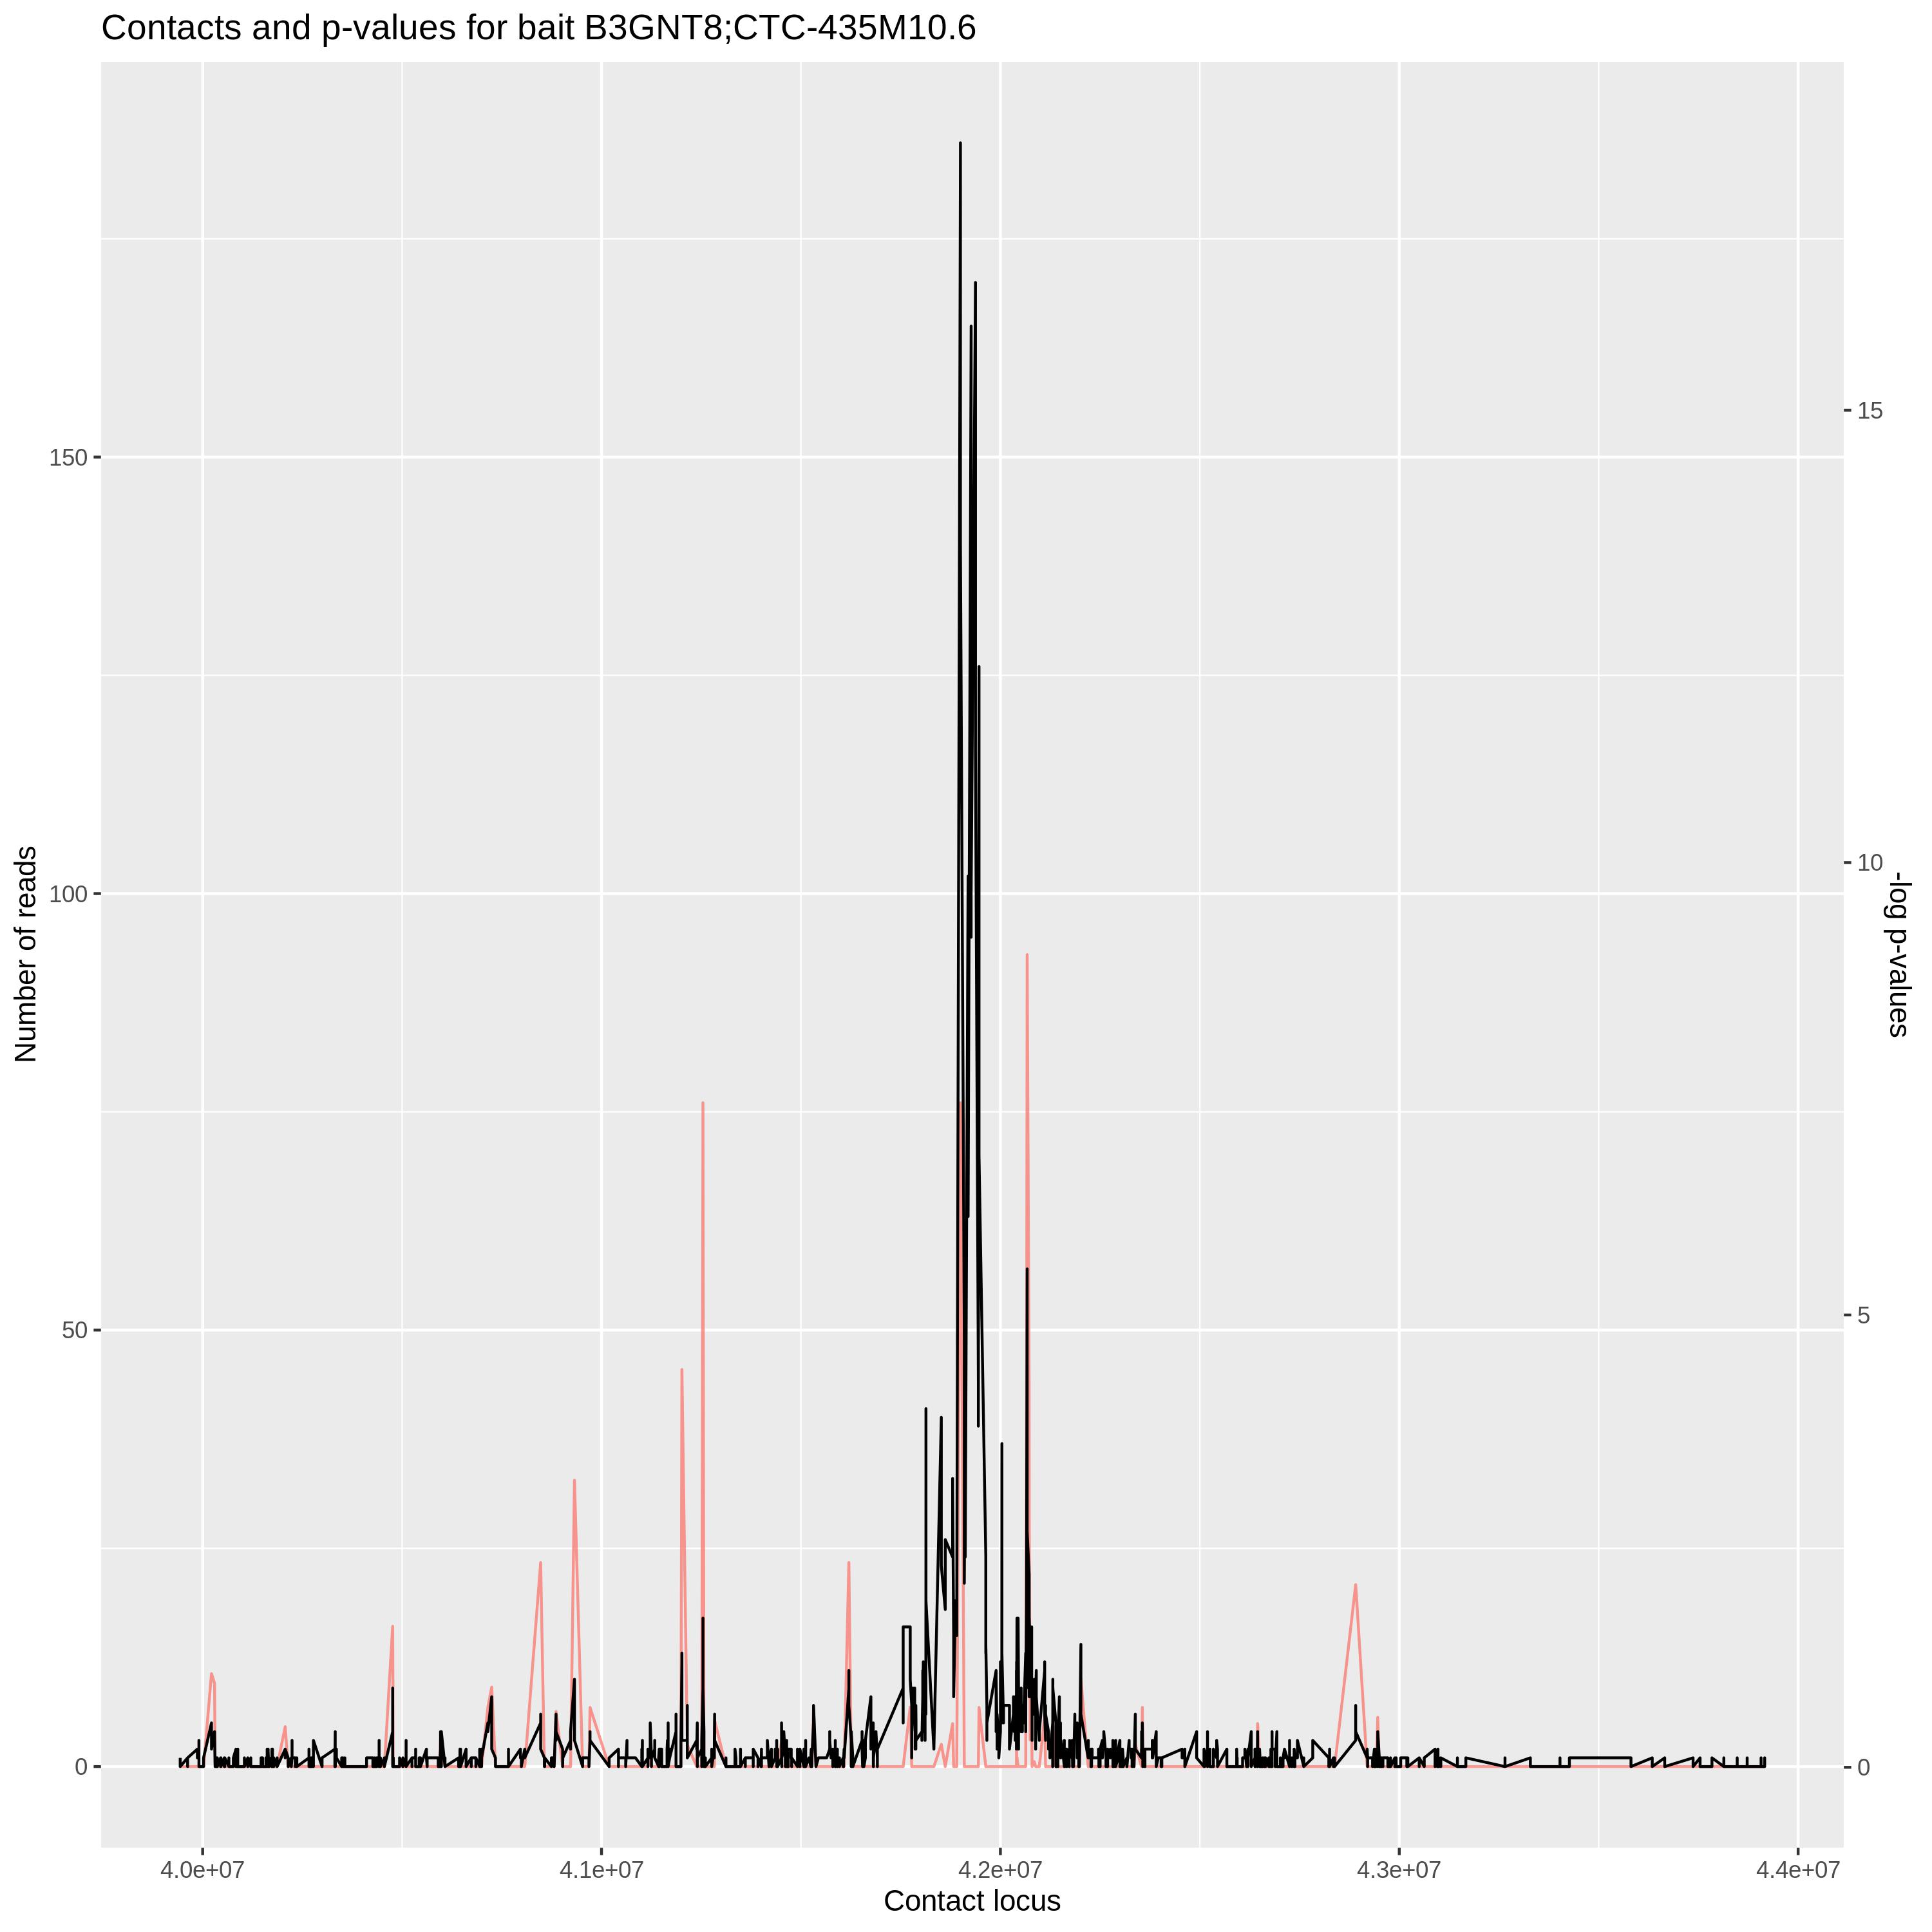 Contacts and p-values for bait B3GNT8;CTC-435M10.6
Number of reads
150
100
50
0
15
10
5
0
-log p-values
4.0e+07
4.1e+07
4.2e+07
4.3e+07
4.4e+07
Contact locus